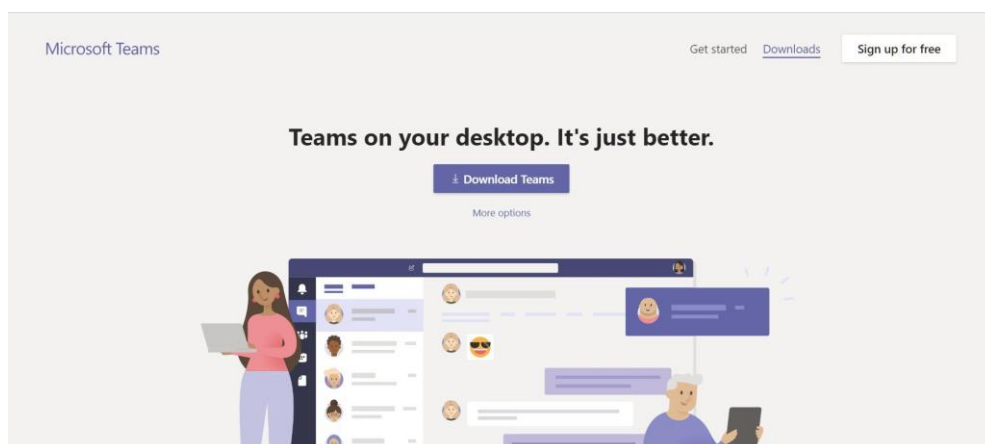 Microsoft Teams
Get started Downloads Sign up for free
Teams on your desktop. It's just better.
Download Teams
More options